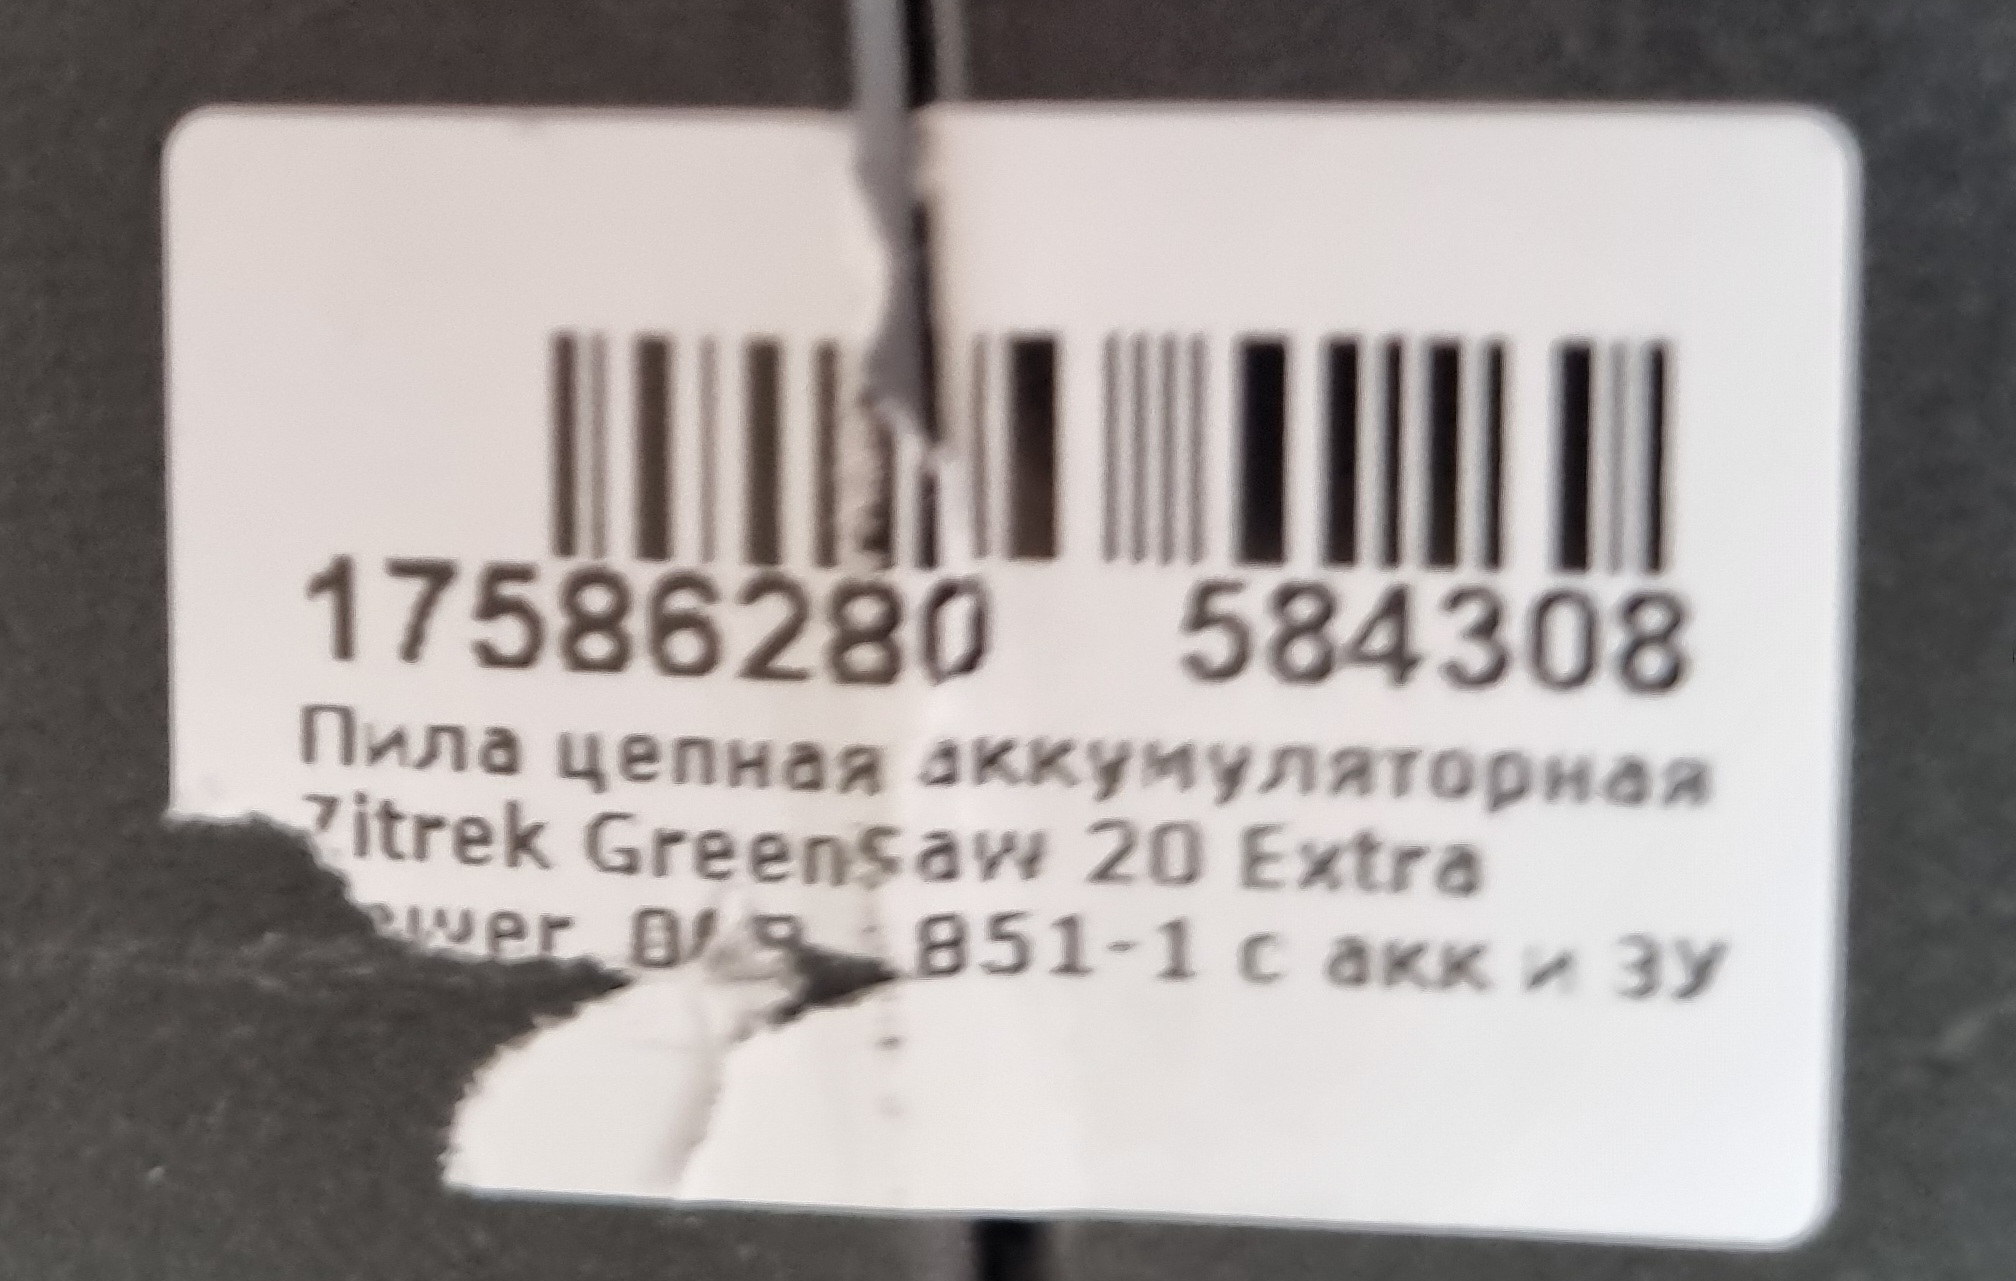 17586280 584308
Пила цепная аккумуляторная
Zitrek Greensaw 20 Extra
851-1 с акк и ЗУ